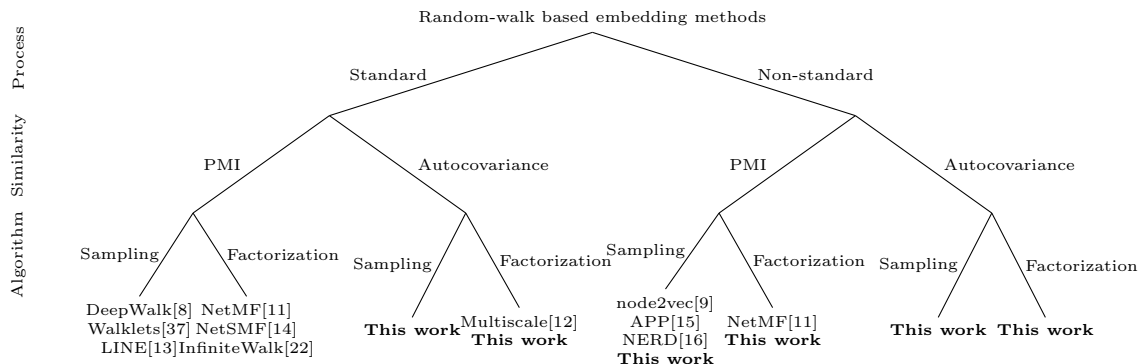 Random-walk based embedding methods
Process
Standard
Non-standard
Similarity
PMI
Autocovariance
PMI
Autocovariance
Algorithm
Sampling
Factorization
Sampling
Factorization
Sampling
Factorization
Sampling
Factorization
DeepWalk[8]
Walklets[37]
LINE[13]
NetMF[11]
NetSMF[14]
InfiniteWalk[22]
This work
Multiscale[12]
This work
node2vec[9]
APP[15]
NERD[16]
This work
NetMF[11]
This work
This work
This work